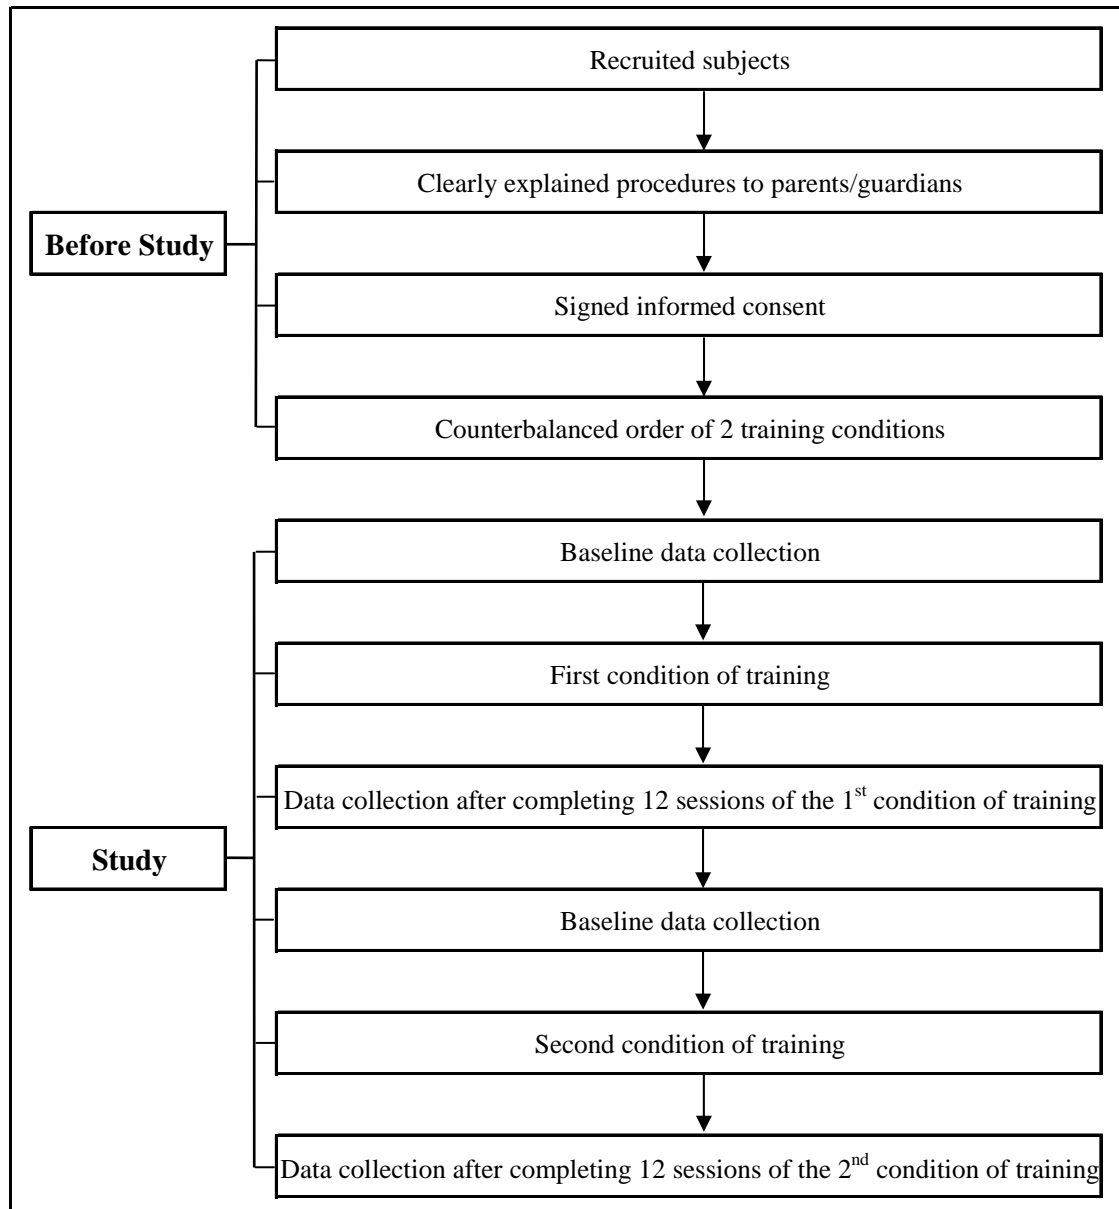 Recruited subjects
Clearly explained procedures to parents/guardians
Before Study
Signed informed consent
Counterbalanced order of 2 training conditions
Baseline data collection
First condition of training
Data collection after completing 12 sessions of the 1st condition of training
Study
Baseline data collection
Second condition of training
Data collection after completing 12 sessions of the 2nd condition of training